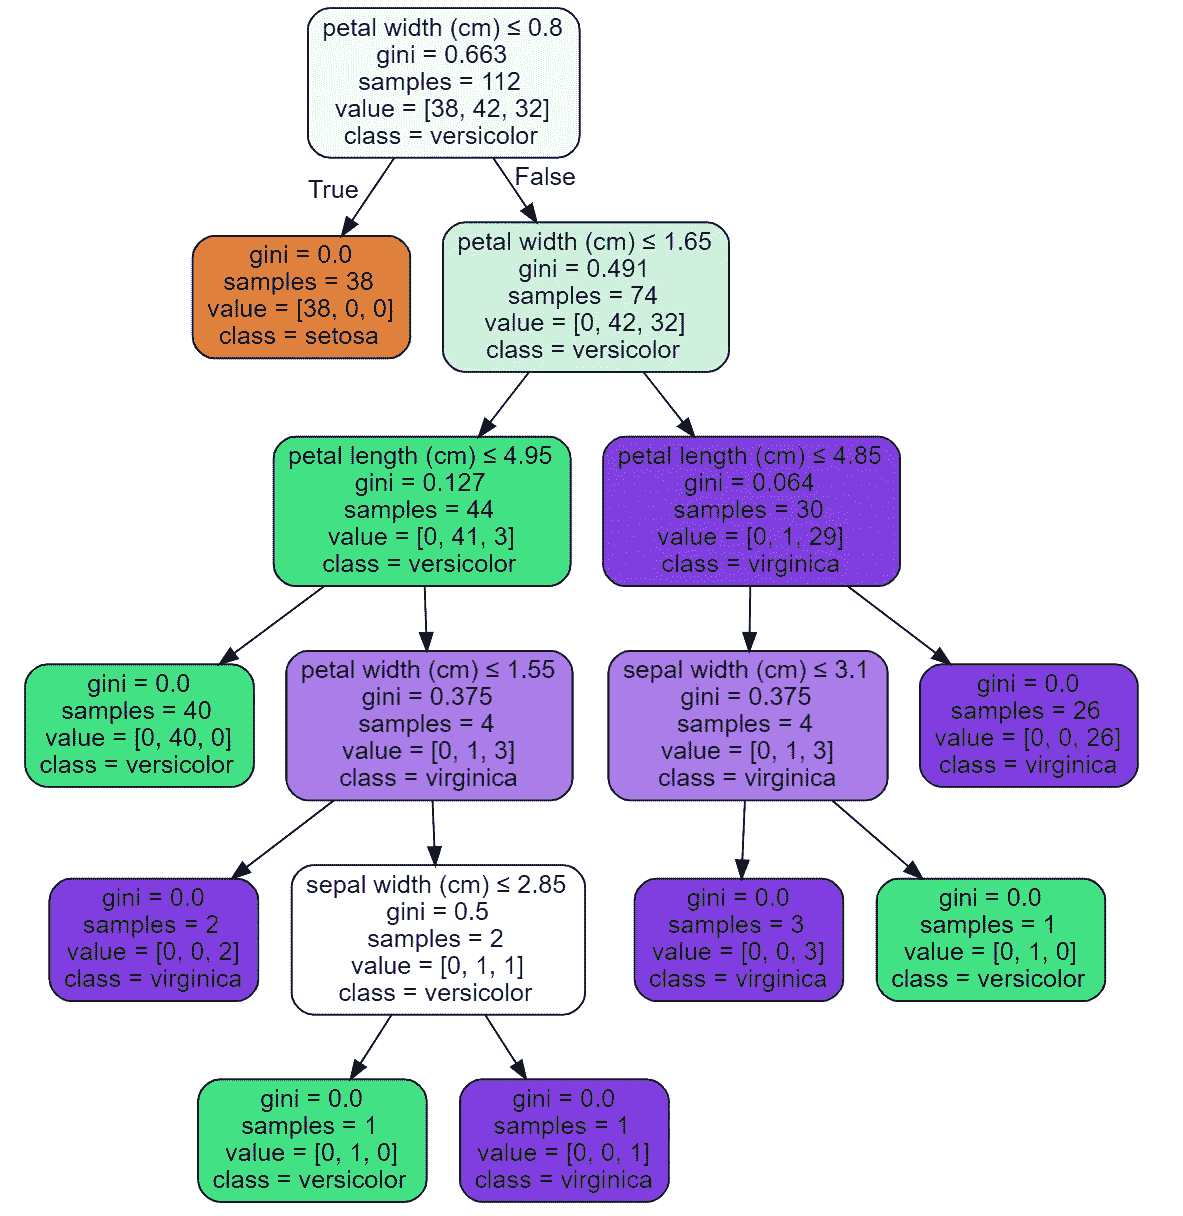 petal width (cm) ≤ 0.8
gini = 0.663
samples = 112
value = [38, 42, 32]
class = versicolor
True
False
gini = 0.0
samples = 38
value = [38, 0, 0]
class = setosa
petal width (cm) ≤ 1.65
gini = 0.491
samples = 74
value = [0, 42, 32]
class = versicolor
petal length (cm) ≤ 4.95
gini = 0.127
samples = 44
value = [0, 41, 3]
class = versicolor
petal length (cm) ≤ 4.85
gini = 0.064
samples = 30
value = [0, 1, 29]
class = virginica
gini = 0.0
samples = 40
value = [0, 40, 0]
class = versicolor
petal width (cm) ≤ 1.55
gini = 0.375
samples = 4
value = [0, 1, 3]
class = virginica
sepal width (cm) ≤ 3.1
gini = 0.375
samples = 4
value = [0, 1, 3]
class = virginica
gini = 0.0
samples = 26
value = [0, 0, 26]
class = virginica
gini = 0.0
samples = 2
value = [0, 0, 2]
class = virginica
sepal width (cm) ≤ 2.85
gini = 0.5
samples = 2
value = [0, 1, 1]
class = versicolor
gini = 0.0
samples = 3
value = [0, 0, 3]
class = virginica
gini = 0.0
samples = 1
value = [0, 1, 0]
class = versicolor
gini = 0.0
samples = 1
value = [0, 1, 0]
class = versicolor
gini = 0.0
samples = 1
value = [0, 0, 1]
class = virginica